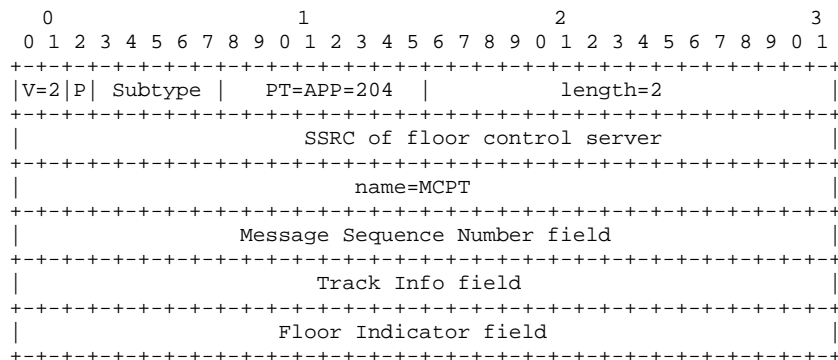 0                   1                   2                   3
0 1 2 3 4 5 6 7 8 9 0 1 2 3 4 5 6 7 8 9 0 1 2 3 4 5 6 7 8 9 0 1
+-+-+-+-+-+-+-+-+-+-+-+-+-+-+-+-+-+-+-+-+-+-+-+-+-+-+-+-+-+-+-+-+
|V=2|P| Subtype |   PT=APP=204  |          length=2             |
+-+-+-+-+-+-+-+-+-+-+-+-+-+-+-+-+-+-+-+-+-+-+-+-+-+-+-+-+-+-+-+-+
|                      SSRC of floor control server             |
+-+-+-+-+-+-+-+-+-+-+-+-+-+-+-+-+-+-+-+-+-+-+-+-+-+-+-+-+-+-+-+-+
|                          name=MCPT                            |
+-+-+-+-+-+-+-+-+-+-+-+-+-+-+-+-+-+-+-+-+-+-+-+-+-+-+-+-+-+-+-+-+
|                 Message Sequence Number field                 |
+-+-+-+-+-+-+-+-+-+-+-+-+-+-+-+-+-+-+-+-+-+-+-+-+-+-+-+-+-+-+-+-+
|                       Track Info field                        |
+-+-+-+-+-+-+-+-+-+-+-+-+-+-+-+-+-+-+-+-+-+-+-+-+-+-+-+-+-+-+-+-+
|                    Floor Indicator field                      |
+-+-+-+-+-+-+-+-+-+-+-+-+-+-+-+-+-+-+-+-+-+-+-+-+-+-+-+-+-+-+-+-+